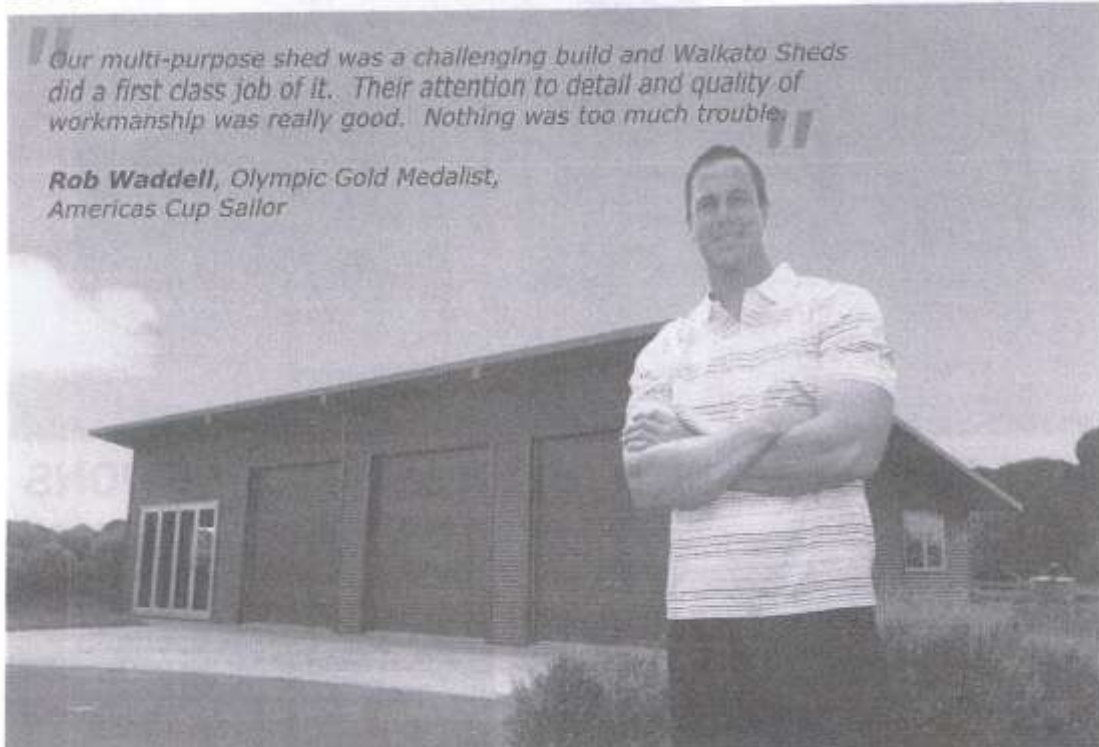 "Our multi-purpose shed was a challenging build and Waikato Sheds
did a first class job of it. Their attention to detail and quality of
workmanship was really good. Nothing was too much trouble."
Rob Waddell, Olympic Gold Medalist,
Americas Cup Sailor